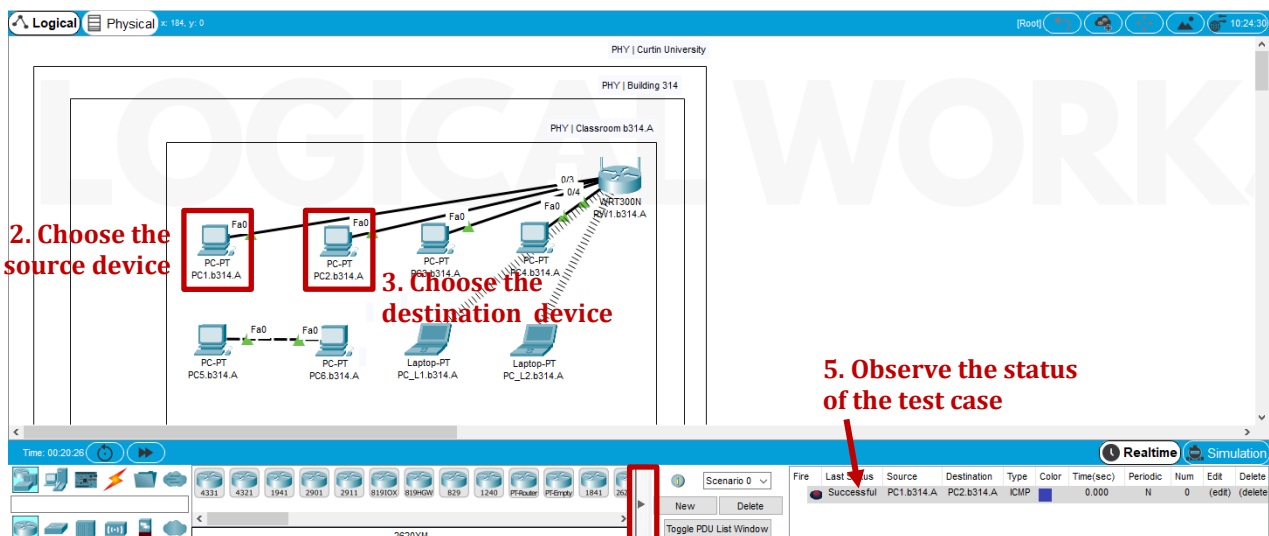 Logical Physical x: 184, y: 0 [Root] 10:24:30
LOGICAL WORK
PHY | Curtin University
PHY | Building 314
PHY | Classroom b314.A
0/3
0/4
WRT300N
RW1.b314.A
Fa0 Fa0 Fa0 Fa0
2. Choose the
source device
PC-PT
PC1.b314.A
PC-PT
PC2.b314.A
PC-PT
PC3.b314.A
PC-PT
PC4.b314.A
3. Choose the
destination device
Fa0 Fa0
PC-PT
PC5.b314.A
PC-PT
PC6.b314.A
Laptop-PT
PC_L1.b314.A
Laptop-PT
PC_L2.b314.A
5. Observe the status
of the test case
Time: 00:20:26 Realtime Simulation
4331 4321 1941 2901 2911 819IOX 819HGW 829 1240 PT-Router PT-Empty 1841 262
2620XM
Scenario 0
New Delete
Toggle PDU List Window
Fire Last Status Source Destination Type Color Time(sec) Periodic Num Edit Delete
Successful PC1.b314.A PC2.b314.A ICMP 0.000 N 0 (edit) (delete